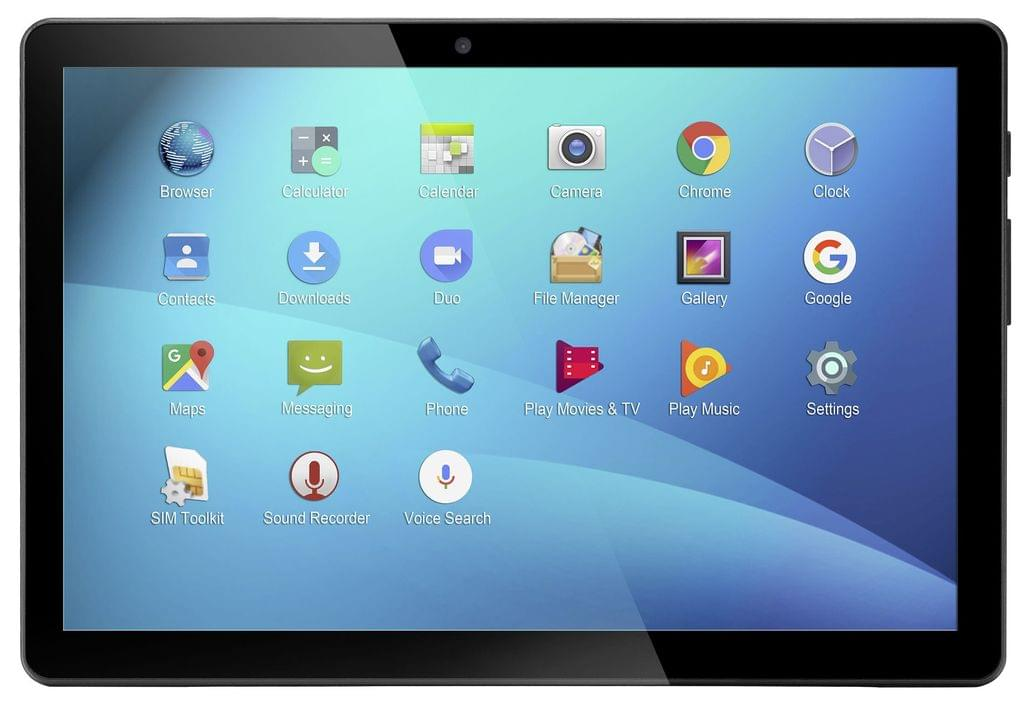 Browser
Calculator
Calendar
Camera
Chrome
Clock
Contacts
Downloads
Duo
File Manager
Gallery
G
Google
G
Maps
Messaging
Phone
Play Movies & TV
Play Music
Settings
SIM Toolkit
Sound Recorder
Voice Search